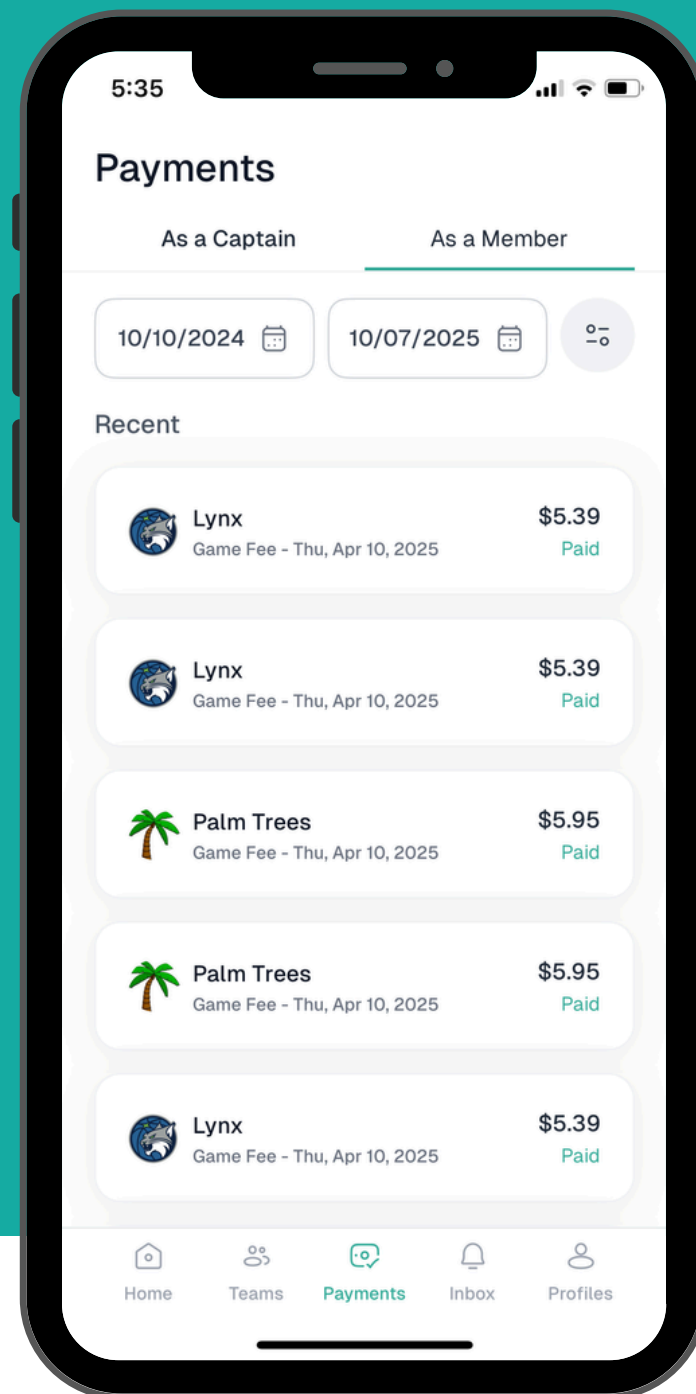 5:35
Payments
As a Captain As a Member
10/10/2024 10/07/2025
Recent
Lynx $5.39
Game Fee - Thu, Apr 10, 2025 Paid
Lynx $5.39
Game Fee - Thu, Apr 10, 2025 Paid
Palm Trees $5.95
Game Fee - Thu, Apr 10, 2025 Paid
Palm Trees $5.95
Game Fee - Thu, Apr 10, 2025 Paid
Lynx $5.39
Game Fee - Thu, Apr 10, 2025 Paid
Home Teams Payments Inbox Profiles